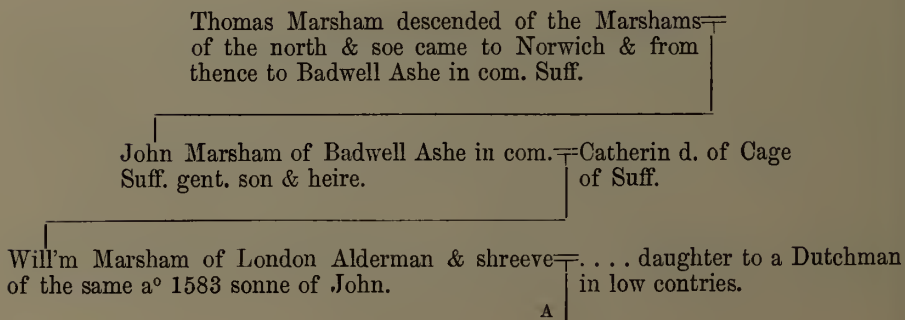 Thomas Marsham descended of the Marshams
of the north & soe came to Norwich & from
thence to Badwell Ashe in com. Suff.
John Marsham of Badwell Ashe in com. Catherin d. of Cage
Suff. gent. son & heire. of Suff.
Will'm Marsham of London Alderman & shreeve . . . . daughter to a Dutchman
of the same aº 1583 sonne of John. in low contries.
A